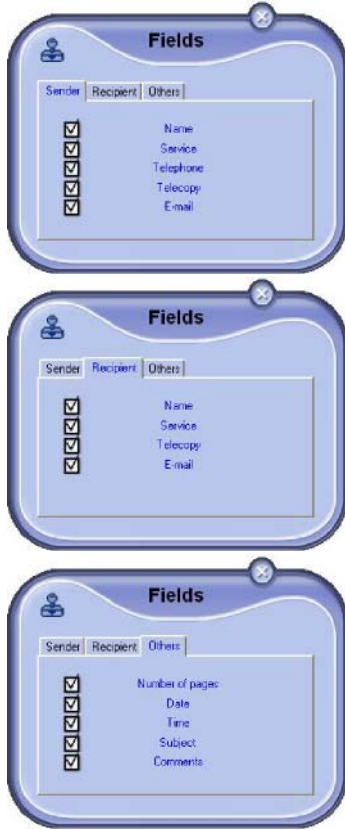 Fields
Sender Recipient Others
Name
Service
Telephone
Telecopy
E-mail
Fields
Sender Recipient Others
Name
Service
Telecopy
E-mail
Fields
Sender Recipient Others
Number of pages
Date
Time
Subject
Comments